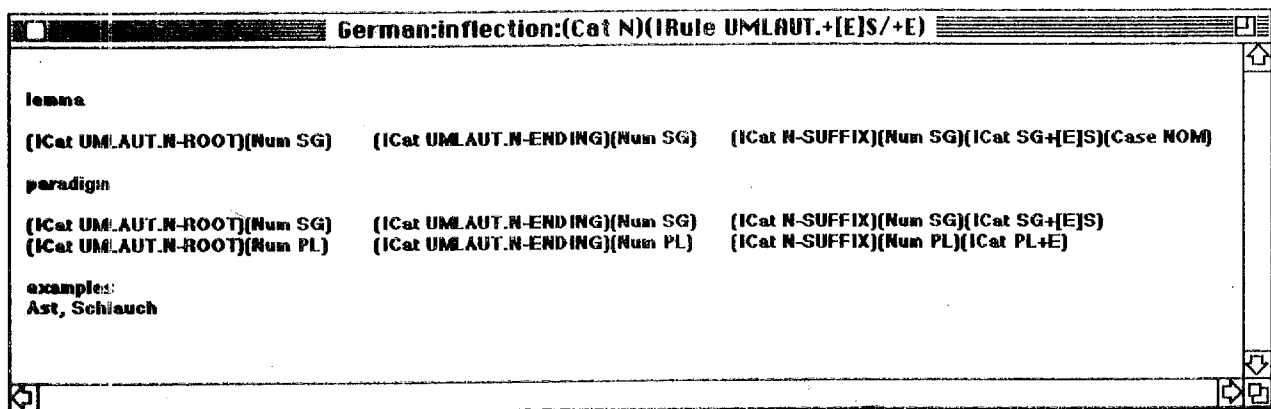 German:inflection:(Cat N)(IRule UMLAUT.+[E]S/+E)
lemma
(ICat UMLAUT.N-ROOT)(Num SG) (ICat UMLAUT.N-ENDING)(Num SG) (ICat N-SUFFIX)(Num SG)(ICat SG+[E]S)(Case NOM)
paradigm
(ICat UMLAUT.N-ROOT)(Num SG) (ICat UMLAUT.N-ENDING)(Num SG) (ICat N-SUFFIX)(Num SG)(ICat SG+[E]S)
(ICat UMLAUT.N-ROOT)(Num PL) (ICat UMLAUT.N-ENDING)(Num PL) (ICat N-SUFFIX)(Num PL)(ICat PL+E)
examples:
Ast, Schlauch